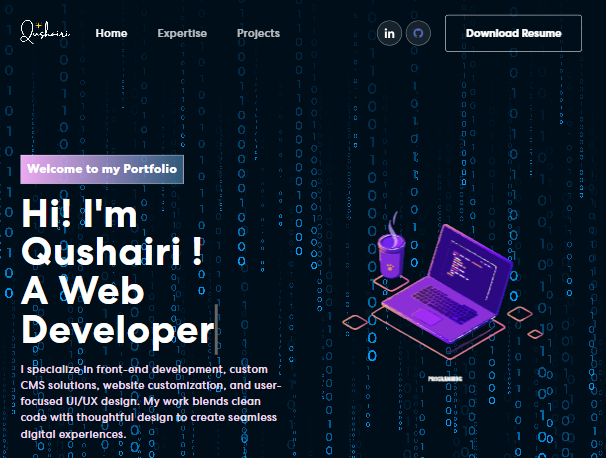 Qushairi
Home Expertise Projects
in
Download Resume
Welcome to my Portfolio
Hi! I'm
Qushairi !
A Web
Developer
I specialize in front-end development, custom
CMS solutions, website customization, and user-
focused UI/UX design. My work blends clean
code with thoughtful design to create seamless
digital experiences.
PROGRAMMING